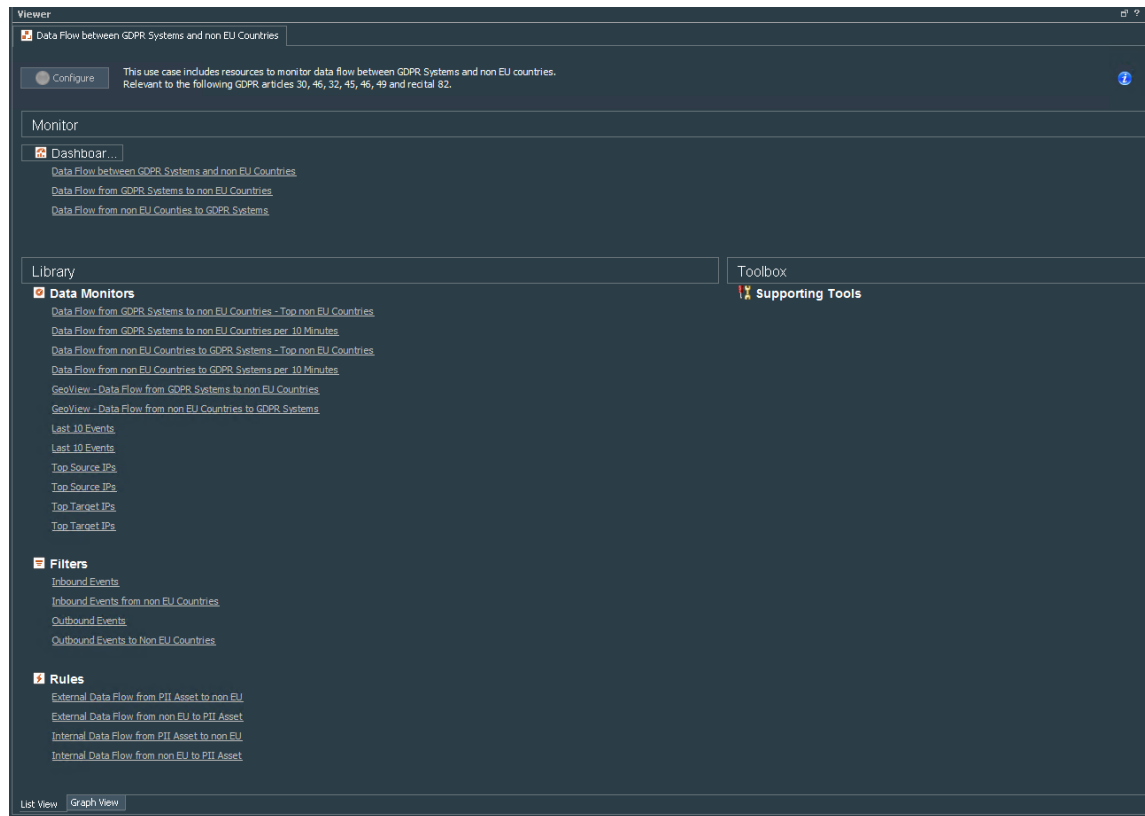 Viewer
?
Data Flow between GDPR Systems and non EU Countries
Configure
This use case includes resources to monitor data flow between GDPR Systems and non EU countries.
Relevant to the following GDPR articles 30, 46, 32, 45, 46, 49 and recital 82.
i
Monitor
Dashboar...
Data Flow between GDPR Systems and non EU Countries
Data Flow from GDPR Systems to non EU Countries
Data Flow from non EU Counties to GDPR Systems
Library
Data Monitors
Data Flow from GDPR Systems to non EU Countries - Top non EU Countries
Data Flow from GDPR Systems to non EU Countries per 10 Minutes
Data Flow from non EU Countries to GDPR Systems - Top non EU Countries
Data Flow from non EU Countries to GDPR Systems per 10 Minutes
GeoView - Data Flow from GDPR Systems to non EU Countries
GeoView - Data Flow from non EU Countries to GDPR Systems
Last 10 Events
Last 10 Events
Top Source IPs
Top Source IPs
Top Target IPs
Top Target IPs
Filters
Inbound Events
Inbound Events from non EU Countries
Outbound Events
Outbound Events to Non EU Countries
Rules
External Data Flow from PII Asset to non EU
External Data Flow from non EU to PII Asset
Internal Data Flow from PII Asset to non EU
Internal Data Flow from non EU to PII Asset
Toolbox
Supporting Tools
List View
Graph View